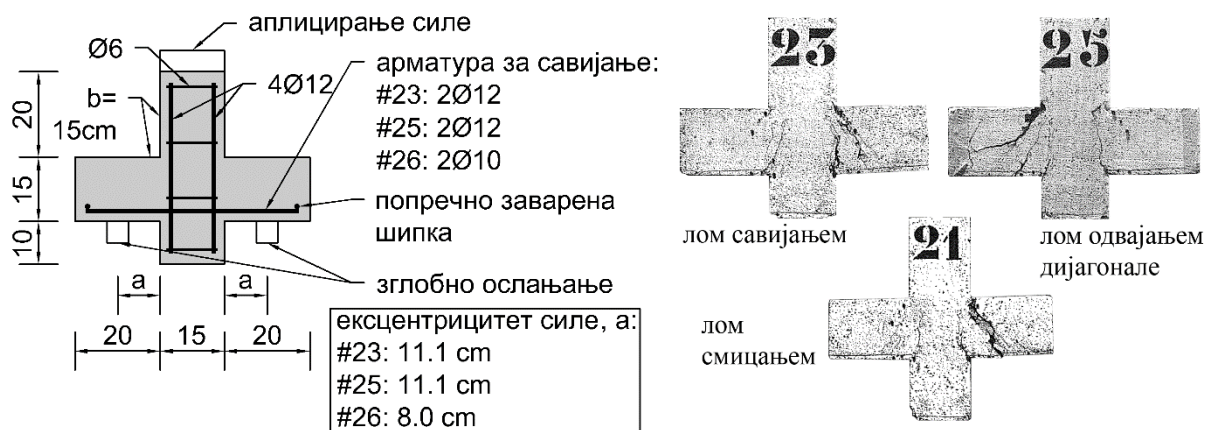 аплицирање силе
Ø6
арматура за савијање:
4Ø12
#23: 2Ø12
b=
15cm
#25: 2Ø12
#26: 2Ø10
20
15
10
попречно заварена
шипка
зглобно ослањање
a
a
20
15
20
ексцентрицитет силе, a:
#23: 11.1 cm
#25: 11.1 cm
#26: 8.0 cm
23
25
лом савијањем
лом одвајањем
дијагонале
21
лом
смицањем